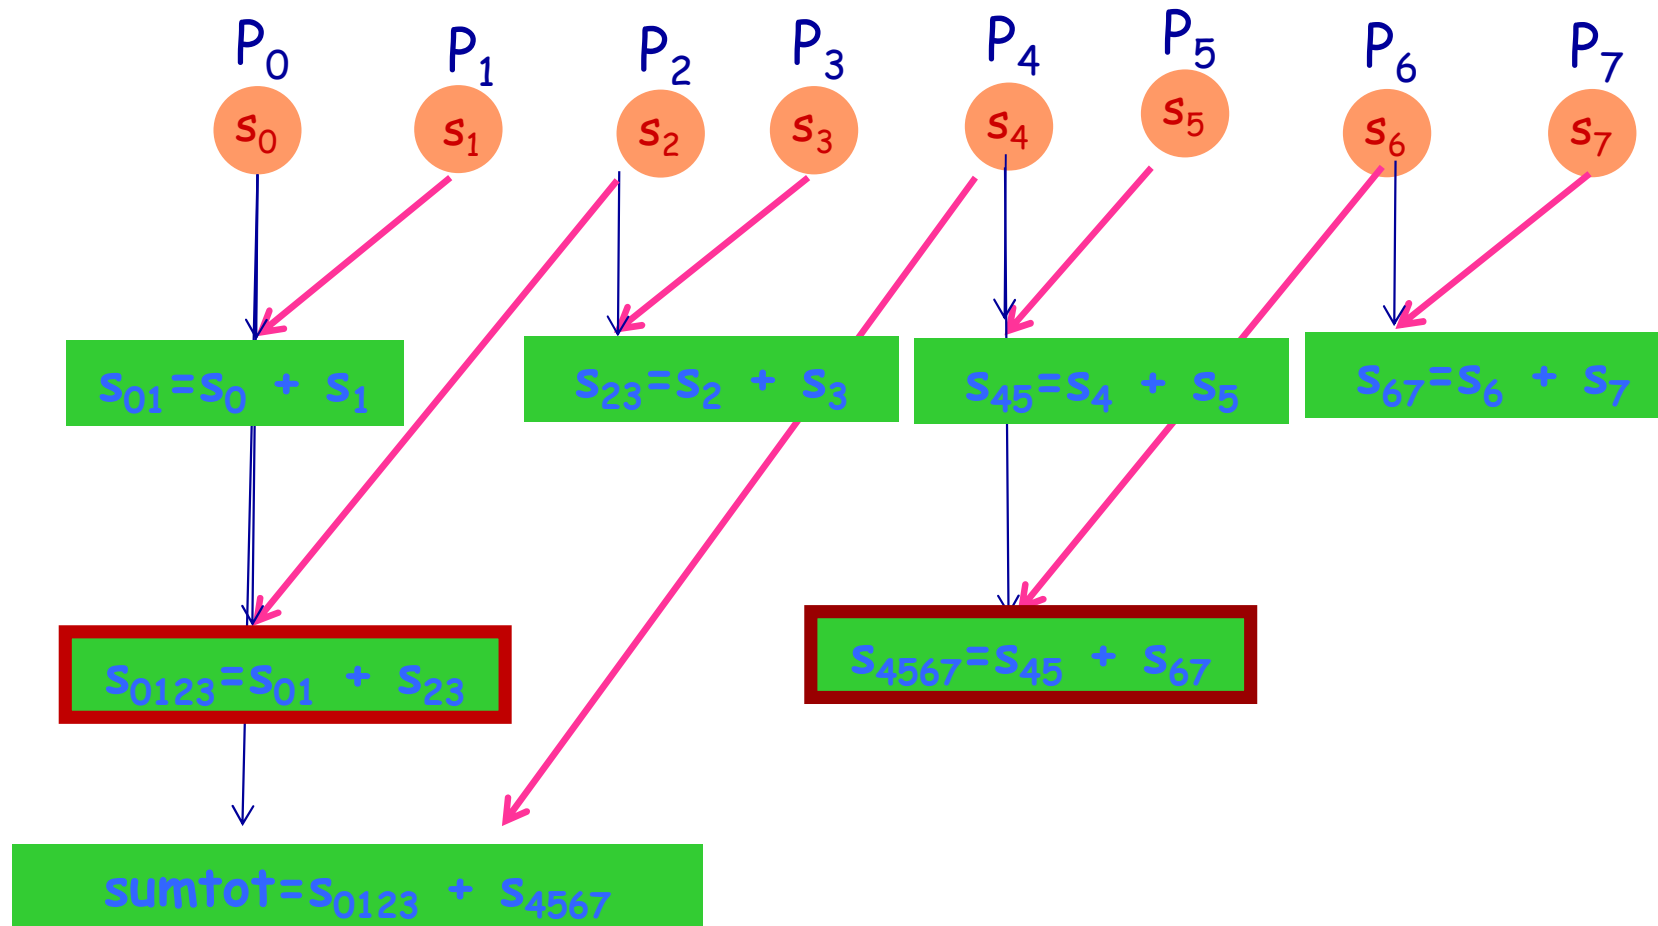 P0 P1 P2 P3 P4 P5 P6 P7
s0 s1 s2 s3 s4 s5 s6 s7
s01=s0 + s1
s23=s2 + s3
s45=s4 + s5
s67=s6 + s7
s0123=s01 + s23
s4567=s45 + s67
sumtot=s0123 + s4567